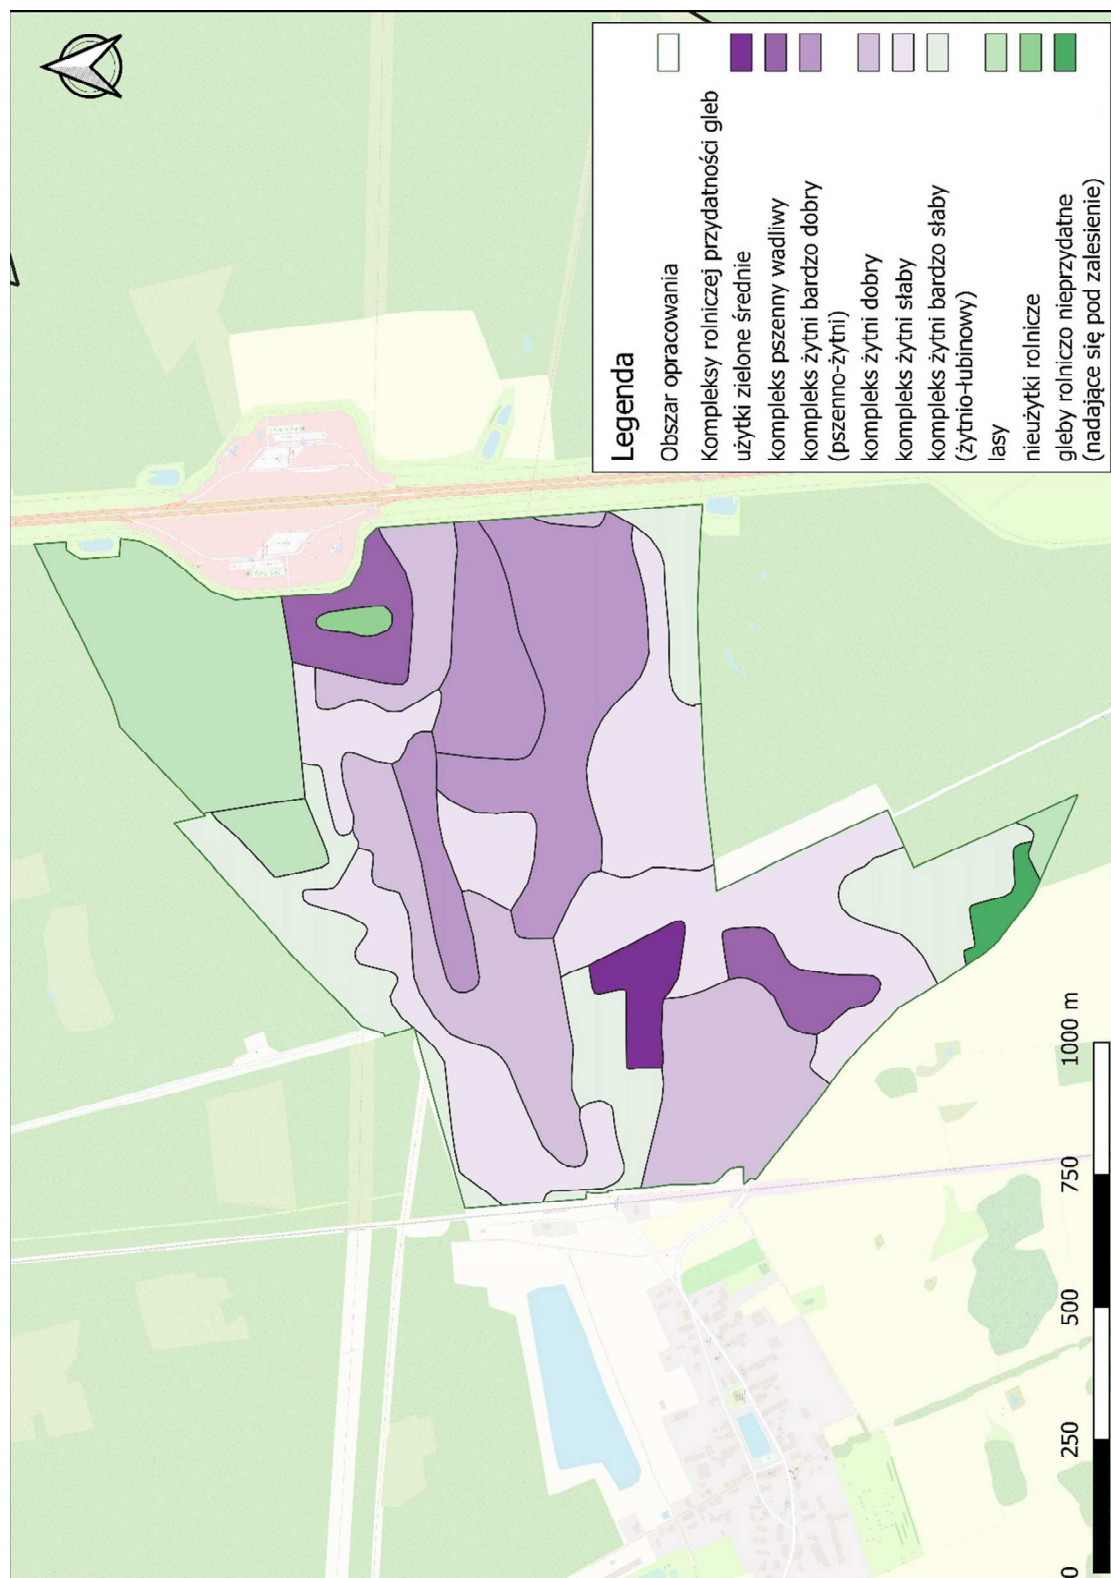 Legenda
Obszar opracowania
Kompleksy rolniczej przydatności gleb
użytki zielone średnie
kompleks pszenny wadliwy
kompleks żytni bardzo dobry
(pszenno-żytni)
kompleks żytni dobry
kompleks żytni słaby
kompleks żytni bardzo słaby
(żytnio-łubinowy)
lasy
nieużytki rolnicze
gleby rolniczo nieprzydatne
(nadające się pod zalesienie)
0 250 500 750 1000 m